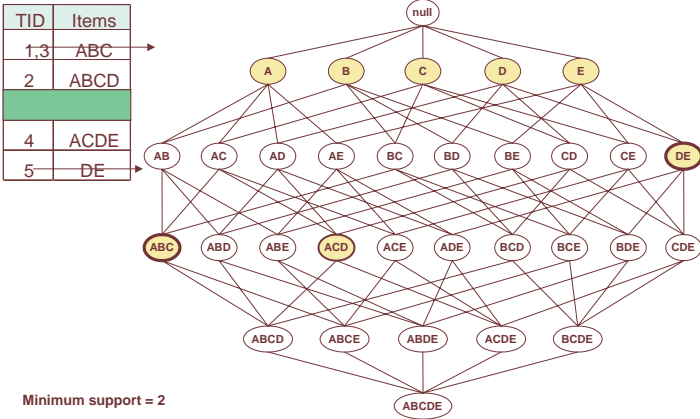 TID Items
1,3 ABC
2 ABCD
4 ACDE
5 DE
null
A B C D E
AB AC AD AE BC BD BE CD CE DE
ABC ABD ABE ACD ACE ADE BCD BCE BDE CDE
ABCD ABCE ABDE ACDE BCDE
ABCDE
Minimum support = 2